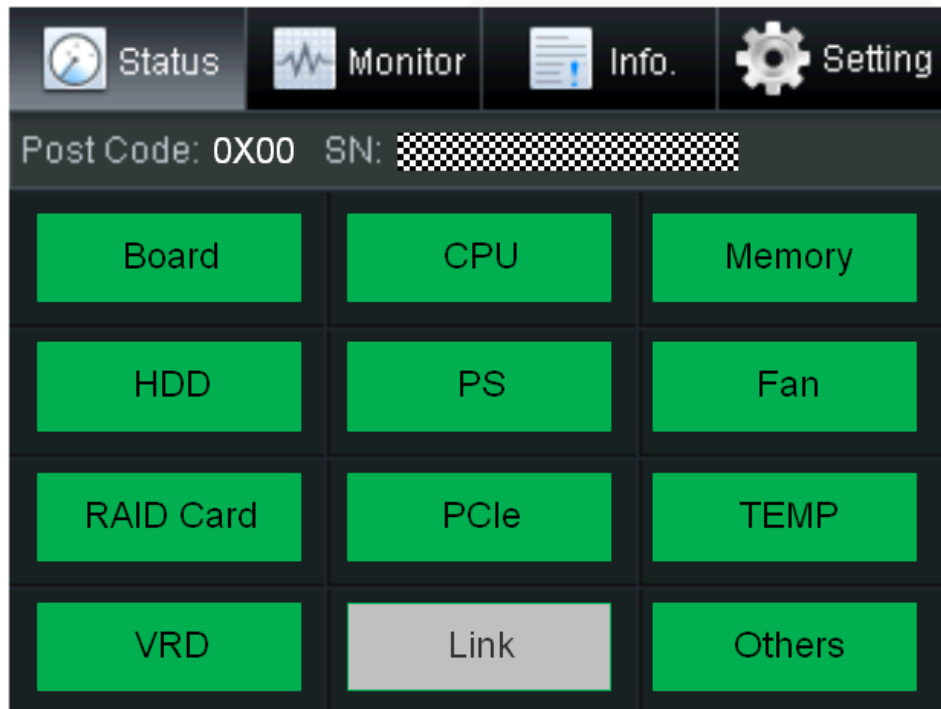 Status Monitor Info. Setting
Post Code: 0X00 SN:
Board CPU Memory
HDD PS Fan
RAID Card PCIe TEMP
VRD Link Others